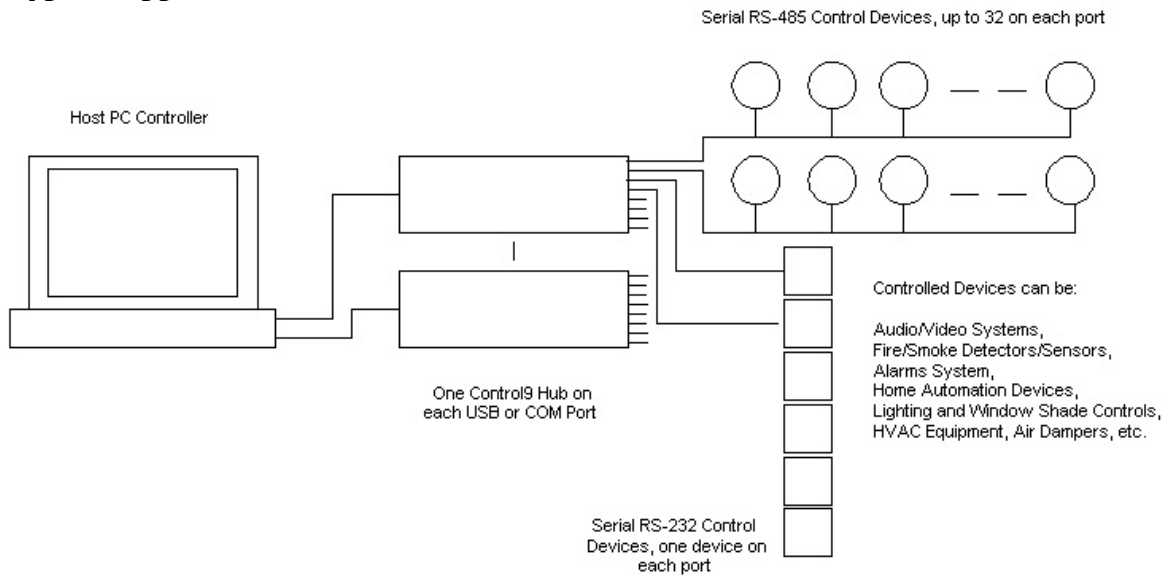 Serial RS-485 Control Devices, up to 32 on each port
Host PC Controller
Controlled Devices can be:
Audio/Video Systems,
Fire/Smoke Detectors/Sensors,
Alarms System,
Home Automation Devices,
Lighting and Window Shade Controls,
HVAC Equipment, Air Dampers, etc.
One Control9 Hub on
each USB or COM Port
Serial RS-232 Control
Devices, one device on
each port